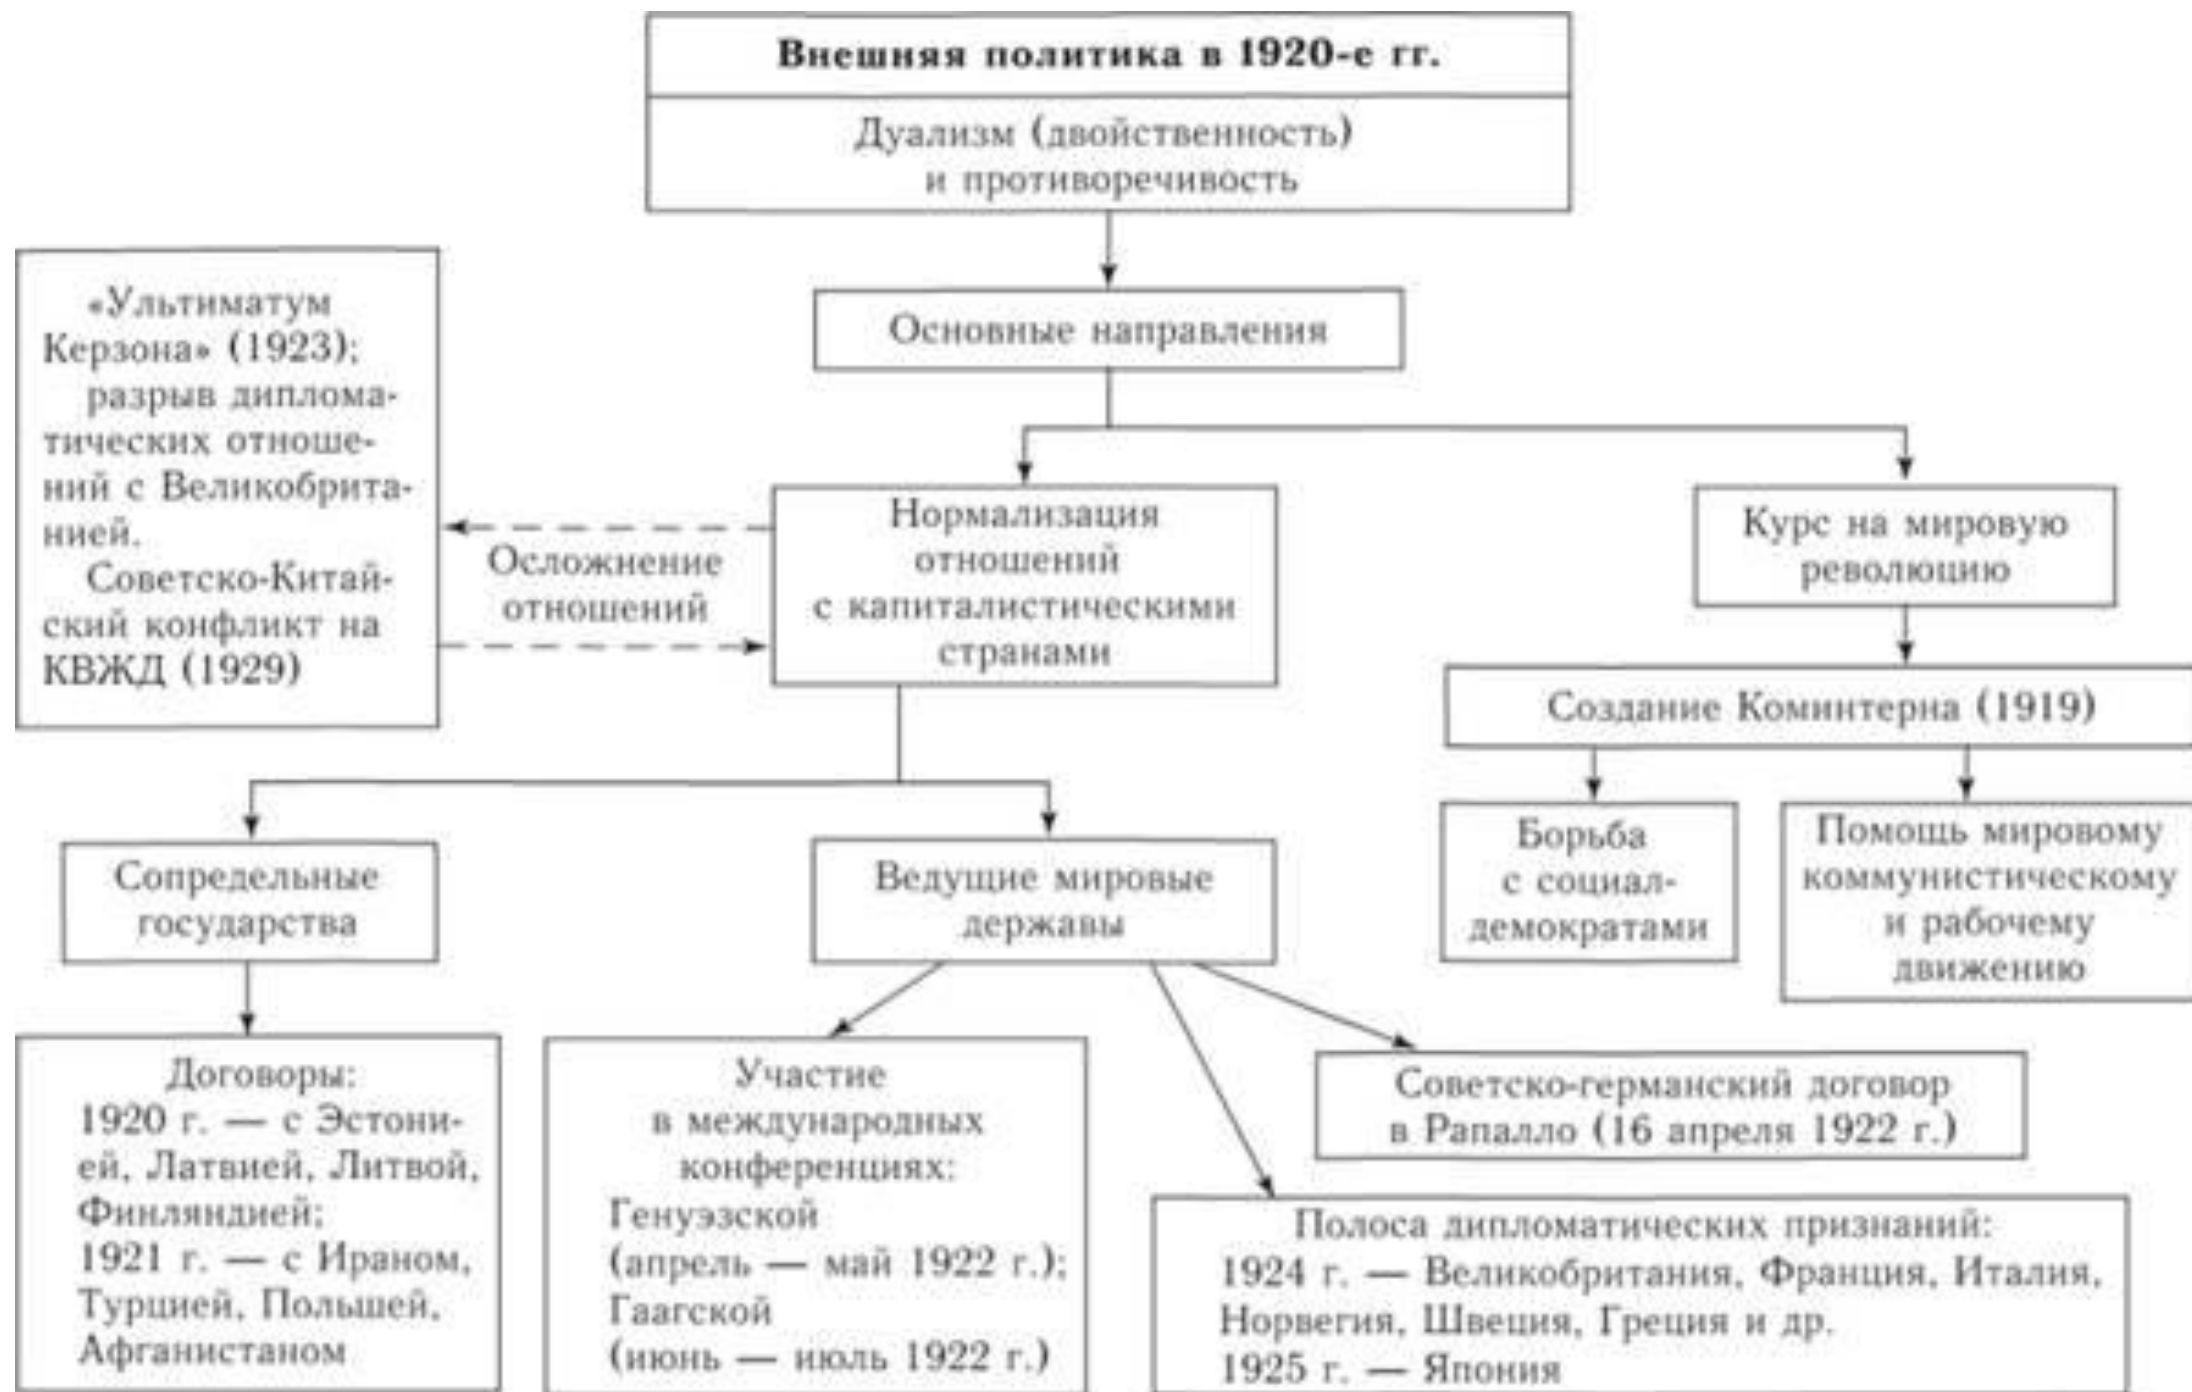 Внешняя политика в 1920-е гг.
Дуализм (двойственность)
и противоречивость
Основные направления
«Ультиматум
Керзона» (1923);
разрыв диплома-
тических отноше-
ний с Великобрита-
нией.
Советско-Китай-
ский конфликт на
КВЖД (1929)
Осложнение
отношений
Нормализация
отношений
с капиталистическими
странами
Курс на мировую
революцию
Создание Коминтерна (1919)
Борьба
с социал-
демократами
Помощь мировому
коммунистическому
и рабочему
движению
Сопредельные
государства
Ведущие мировые
державы
Договоры:
1920 г. — с Эстони-
ей, Латвией, Литвой,
Финляндией;
1921 г. — с Ираном,
Турцией, Польшей,
Афганистаном
Участие
в международных
конференциях:
Генуэзской
(апрель — май 1922 г.);
Гаагской
(июнь — июль 1922 г.)
Советско-германский договор
в Рапалло (16 апреля 1922 г.)
Полоса дипломатических признаний:
1924 г. — Великобритания, Франция, Италия,
Норвегия, Швеция, Греция и др.
1925 г. — Япония